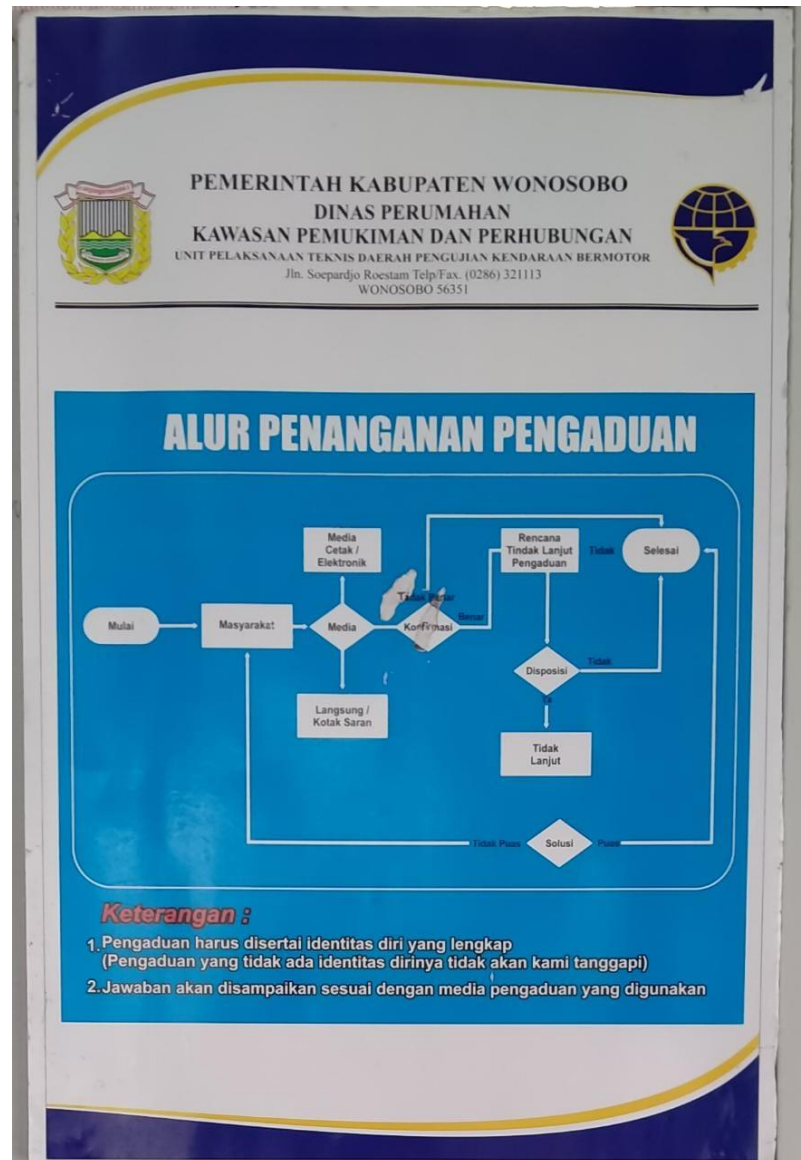 PEMERINTAH KABUPATEN WONOSOBO
DINAS PERUMAHAN
KAWASAN PEMUKIMAN DAN PERHUBUNGAN
UNIT PELAKSANAAN TEKNIS DAERAH PENGUJIAN KENDARAAN BERMOTOR
Jln. Soepardjo Roestam Telp/Fax. (0286) 321113
WONOSOBO 56351
ALUR PENANGANAN PENGADUAN
Mulai
Masyarakat
Media
Cetak /
Elektronik
Media
Langsung /
Kotak Saran
Tidak Benar
Konfirmasi
Benar
Rencana
Tindak Lanjut
Pengaduan
Tidak
Selesai
Disposisi
Tidak
Ya
Tidak
Lanjut
Tidak Puas
Solusi
Puas
Keterangan :
1. Pengaduan harus disertai identitas diri yang lengkap
(Pengaduan yang tidak ada identitas dirinya tidak akan kami tanggapi)
2. Jawaban akan disampaikan sesuai dengan media pengaduan yang digunakan